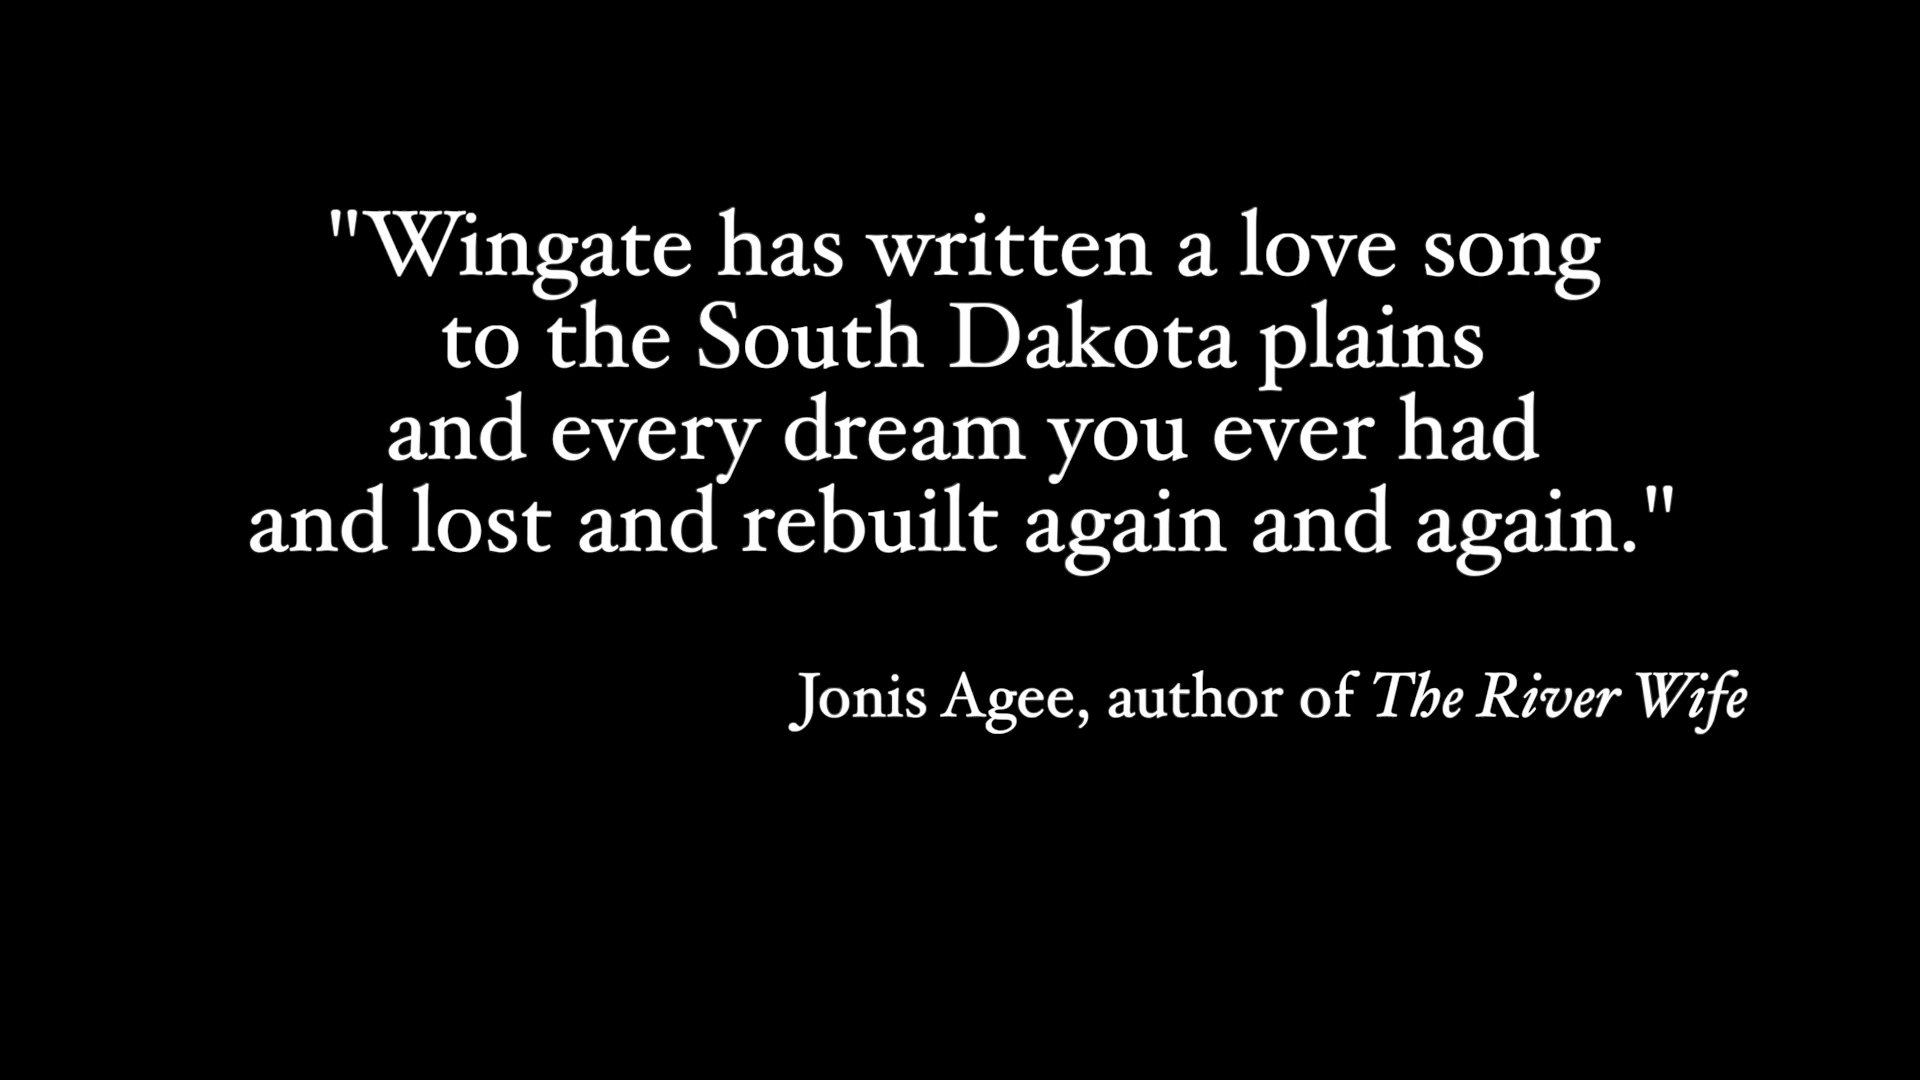 "Wingate has written a love song
to the South Dakota plains
and every dream you ever had
and lost and rebuilt again and again."
Jonis Agee, author of The River Wife